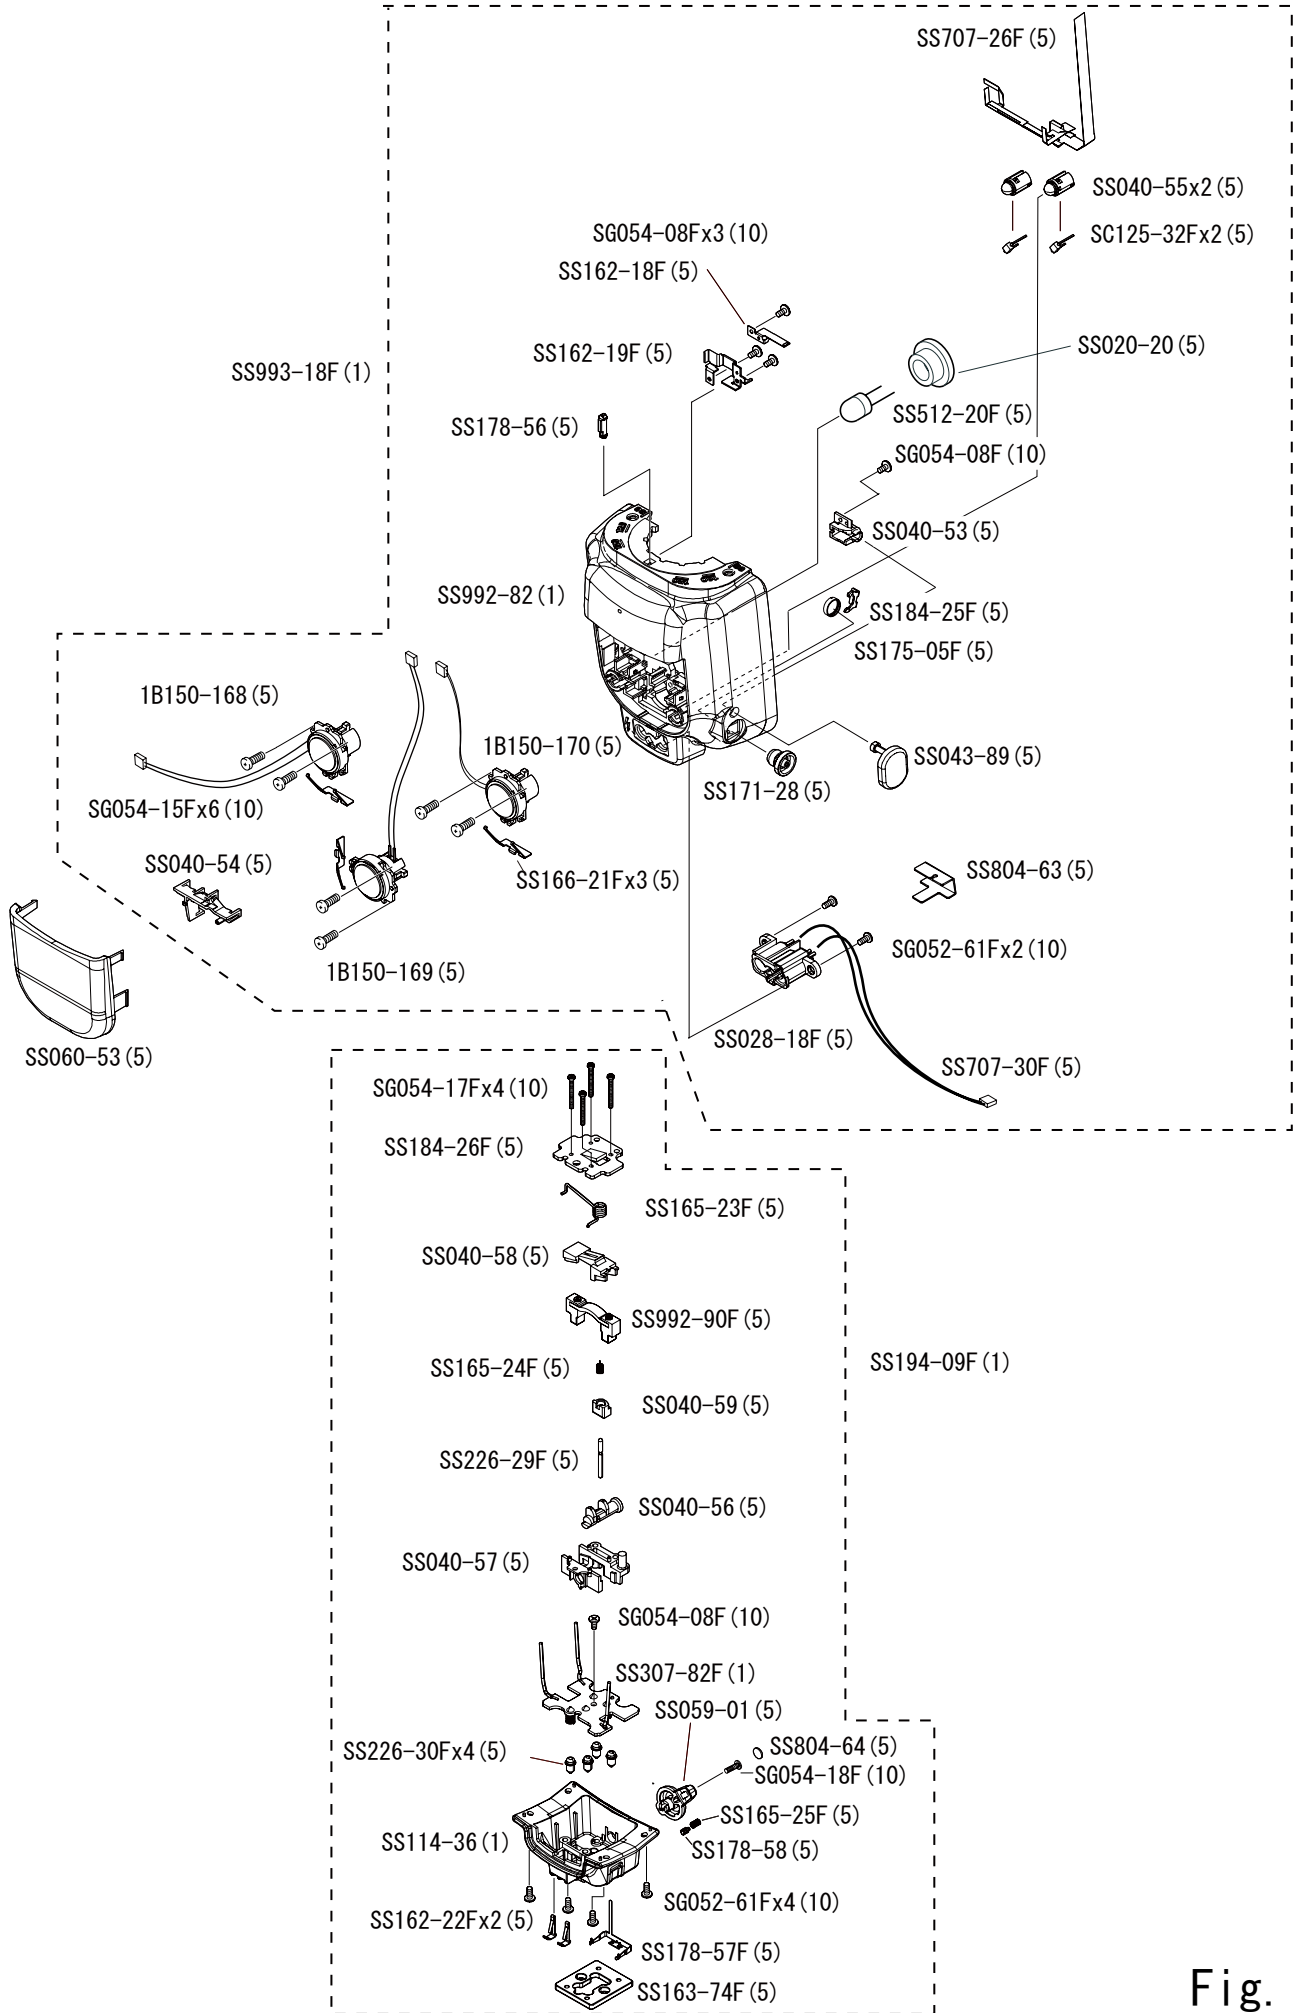 SS707-26F(5)
SS040-55x2(5)
SC125-32Fx2(5)
SG054-08Fx3(10)
SS162-18F(5)
SS020-20(5)
SS162-19F(5)
SS993-18F(1)
SS512-20F(5)
SS178-56(5)
SG054-08F(10)
SS040-53(5)
SS992-82(1)
SS184-25F(5)
SS175-05F(5)
1B150-168(5)
1B150-170(5)
SS043-89(5)
SS171-28(5)
SG054-15Fx6(10)
SS040-54(5)
SS166-21Fx3(5)
SS804-63(5)
SG052-61Fx2(10)
1B150-169(5)
SS028-18F(5)
SS060-53(5)
SS707-30F(5)
SG054-17Fx4(10)
SS184-26F(5)
SS165-23F(5)
SS040-58(5)
SS992-90F(5)
SS194-09F(1)
SS165-24F(5)
SS040-59(5)
SS226-29F(5)
SS040-56(5)
SS040-57(5)
SG054-08F(10)
SS307-82F(1)
SS059-01(5)
SS226-30Fx4(5)
SS804-64(5)
SG054-18F(10)
SS165-25F(5)
SS114-36(1)
SS178-58(5)
SG052-61Fx4(10)
SS162-22Fx2(5)
SS178-57F(5)
SS163-74F(5)
Fig.